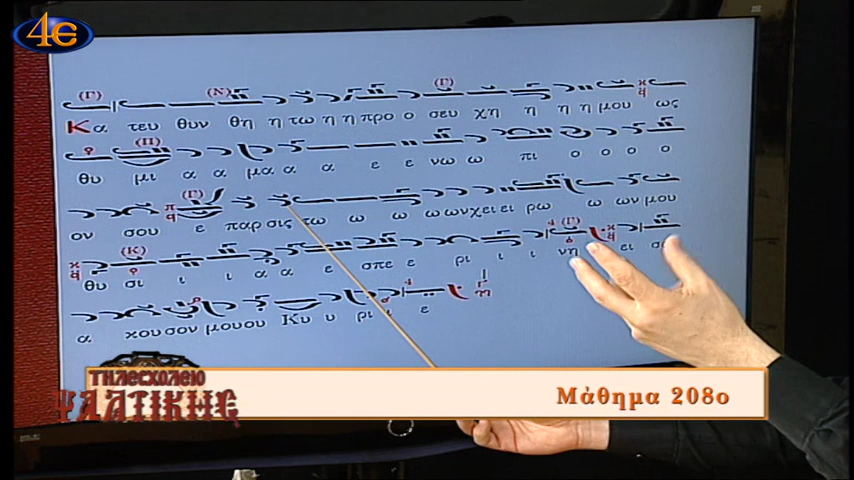 4ε
(Γ) (Ν) (Γ)
Κα τευ θυν θη η τω η η προ ο σευ χη η η η μου ως
(Π)
θυ μι α α μα α α ε ε νω ω πι ο ο ο ο
(Γ)
ον σου ε παρ σις τω ω ω ω ων χει ει ρω ω ων μου
(Κ) (Γ)
θυ σι ι ι α α ε σπε ε ρι ι ι νη ει σ
α κου σον μου ου Κυ υ ρι ι ε
ΤΗΛΕΣΧΟΛΕΙΟ
ΨΑΛΤΙΚΗΣ
Μάθημα 208ο